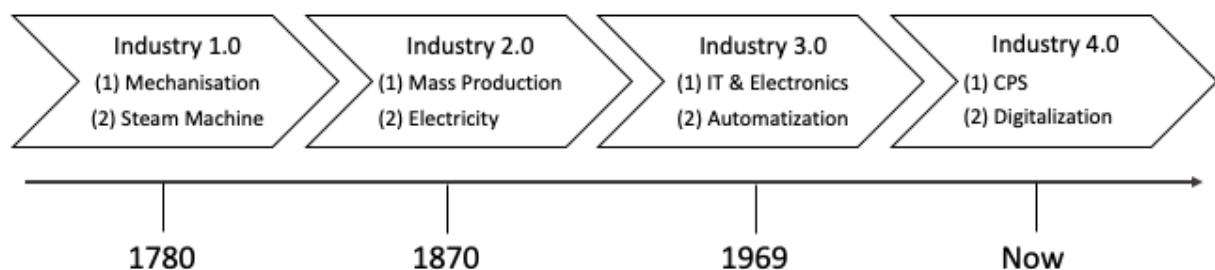 Industry 1.0
(1) Mechanisation
(2) Steam Machine
Industry 2.0
(1) Mass Production
(2) Electricity
Industry 3.0
(1) IT & Electronics
(2) Automatization
Industry 4.0
(1) CPS
(2) Digitalization
1780
1870
1969
Now